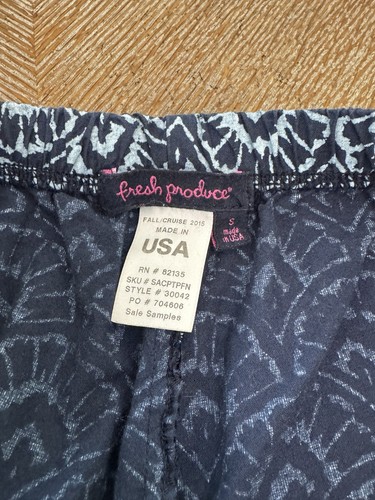 fresh produce®
FALL/CRUISE 2015
MADE IN
USA
RN # 62135
SKU # SACPTPFN
STYLE # 30042
PO # 704606
Sale Samples
S
made
in USA